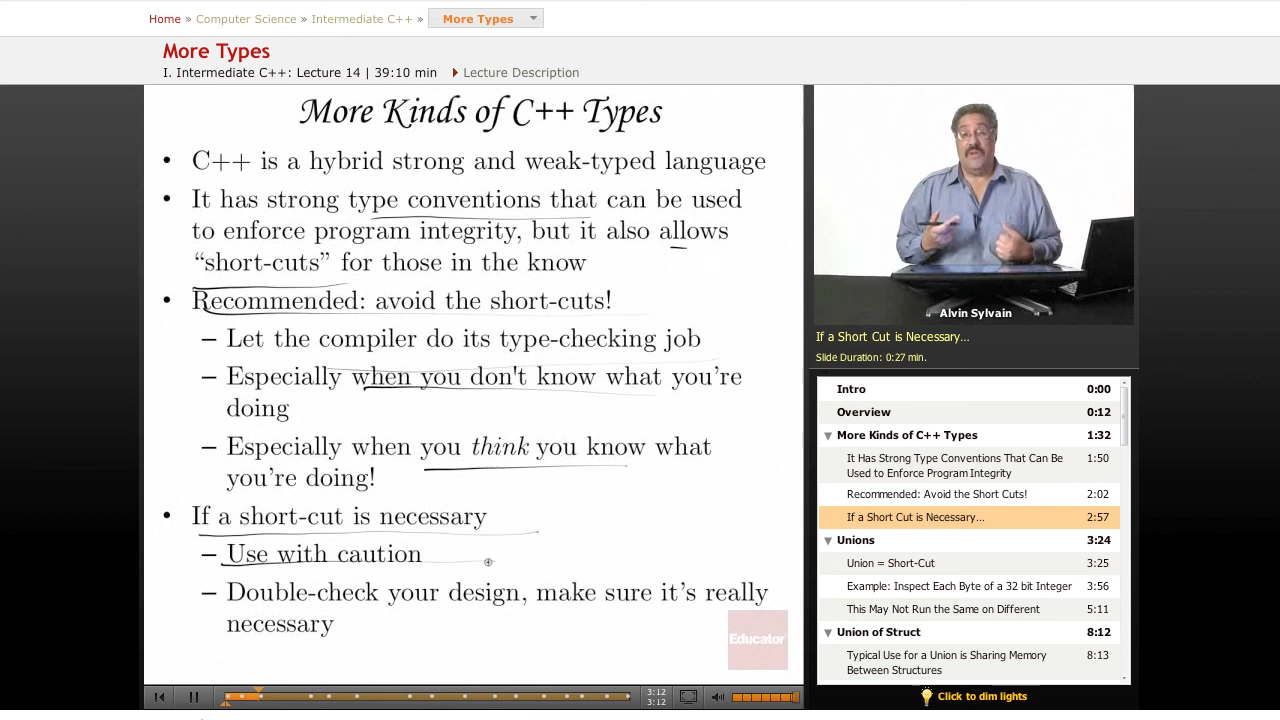 Home » Computer Science » Intermediate C++ » More Types
More Types
I. Intermediate C++: Lecture 14 | 39:10 min Lecture Description
More Kinds of C++ Types
• C++ is a hybrid strong and weak-typed language
• It has strong type conventions that can be used
to enforce program integrity, but it also allows
“short-cuts” for those in the know
• Recommended: avoid the short-cuts!
– Let the compiler do its type-checking job
– Especially when you don't know what you’re
doing
– Especially when you think you know what
you’re doing!
• If a short-cut is necessary
– Use with caution
– Double-check your design, make sure it’s really
necessary
Educator
3:12
3:12
Alvin Sylvain
If a Short Cut is Necessary...
Slide Duration: 0:27 min.
Intro 0:00
Overview 0:12
More Kinds of C++ Types 1:32
It Has Strong Type Conventions That Can Be 1:50
Used to Enforce Program Integrity
Recommended: Avoid the Short Cuts! 2:02
If a Short Cut is Necessary... 2:57
Unions 3:24
Union = Short-Cut 3:25
Example: Inspect Each Byte of a 32 bit Integer 3:56
This May Not Run the Same on Different 5:11
Union of Struct 8:12
Typical Use for a Union is Sharing Memory 8:13
Between Structures
Click to dim lights